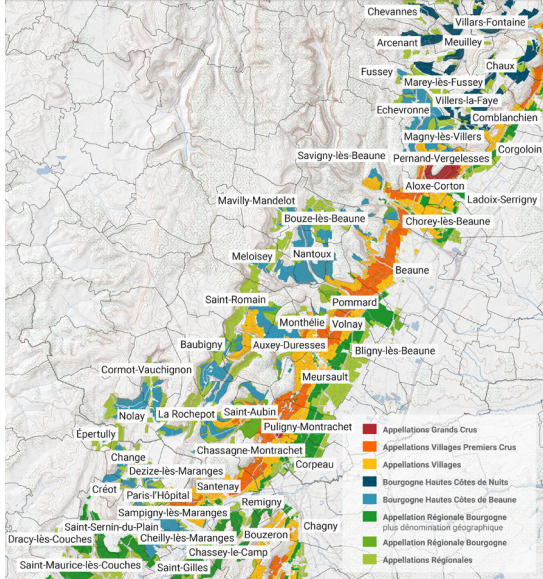 Chevannes
Villars-Fontaine
Arcenant
Meuilley
Chaux
Fussey
Marey-lès-Fussey
Villers-la-Faye
Echevronne
Comblanchien
Magny-lès-Villers
Corgoloin
Savigny-lès-Beaune
Pernand-Vergelesses
Aloxe-Corton
Ladoix-Serrigny
Mavilly-Mandelot
Bouze-lès-Beaune
Chorey-lès-Beaune
Nantoux
Meloisey
Beaune
Saint-Romain
Pommard
Monthélie
Volnay
Baubigny
Auxey-Duresses
Bligny-lès-Beaune
Cormot-Vauchignon
Meursault
Nolay
La Rochepot
Saint-Aubin
Puligny-Montrachet
Épertully
Chassagne-Montrachet
Change
Corpeau
Dezize-lès-Maranges
Créot
Santenay
Paris-l'Hôpital
Remigny
Sampigny-lès-Maranges
Saint-Sernin-du-Plain
Chagny
Dracy-lès-Couches
Cheilly-lès-Maranges
Bouzeron
Chassey-le-Camp
Saint-Maurice-lès-Couches
Saint-Gilles
Appellations Grands Crus
Appellations Villages Premiers Crus
Appellations Villages
Bourgogne Hautes Côtes de Nuits
Bourgogne Hautes Côtes de Beaune
Appellation Régionale Bourgogne
plus dénomination géographique
Appellation Régionale Bourgogne
Appellations Régionales